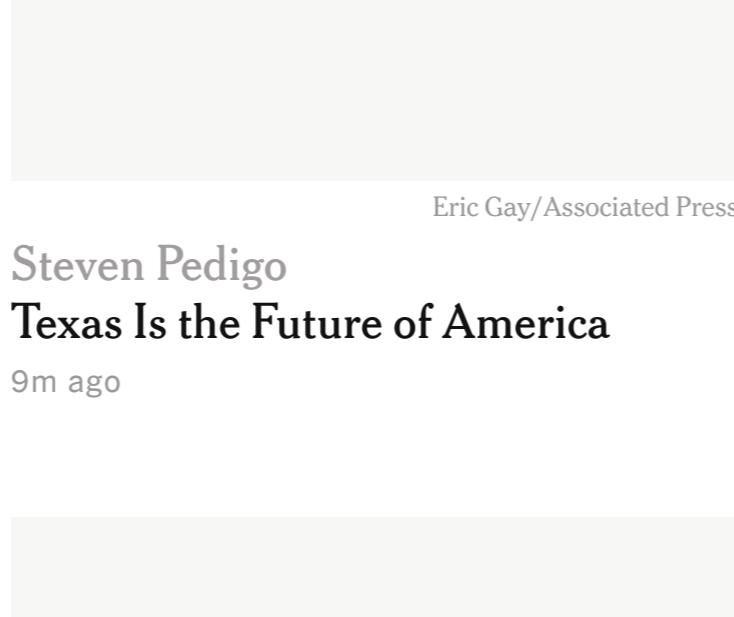 Eric Gay/Associated Press
Steven Pedigo
Texas Is the Future of America
9m ago